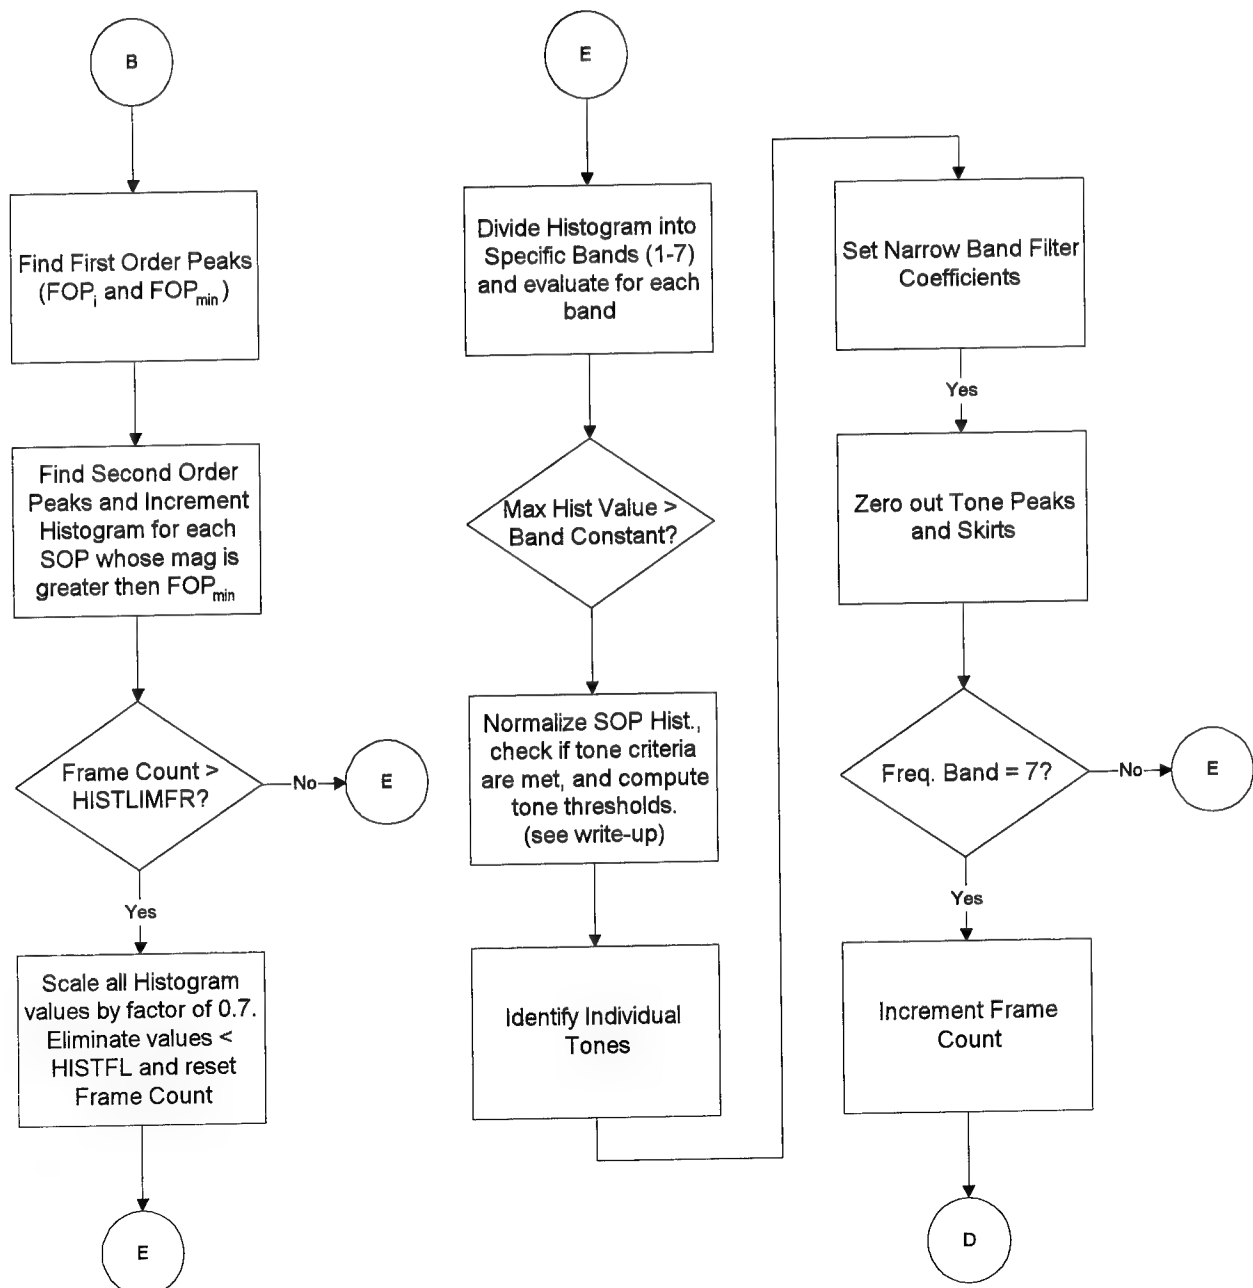 B
Find First Order Peaks
(FOPi and FOPmin)
Find Second Order
Peaks and Increment
Histogram for each
SOP whose mag is
greater then FOPmin
Frame Count >
HISTLIMFR?
No
E
Yes
Scale all Histogram
values by factor of 0.7.
Eliminate values <
HISTFL and reset
Frame Count
E
E
Divide Histogram into
Specific Bands (1-7)
and evaluate for each
band
Max Hist Value >
Band Constant?
Normalize SOP Hist.,
check if tone criteria
are met, and compute
tone thresholds.
(see write-up)
Identify Individual
Tones
Set Narrow Band Filter
Coefficients
Yes
Zero out Tone Peaks
and Skirts
Freq. Band = 7?
No
E
Yes
Increment Frame
Count
D